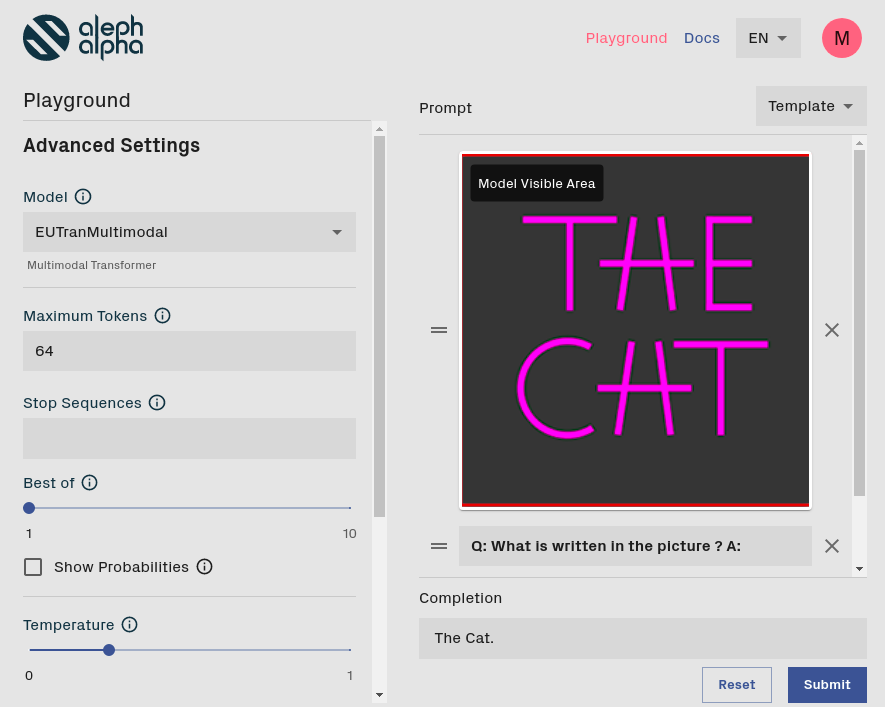 aleph
alpha
Playground
Docs
EN
M
Playground
Advanced Settings
Model
EUTranMultimodal
Multimodal Transformer
Maximum Tokens
64
Stop Sequences
Best of
1
10
Show Probabilities
Temperature
0
1
Prompt
Template
Model Visible Area
THE
CAT
Q: What is written in the picture ? A:
Completion
The Cat.
Reset
Submit